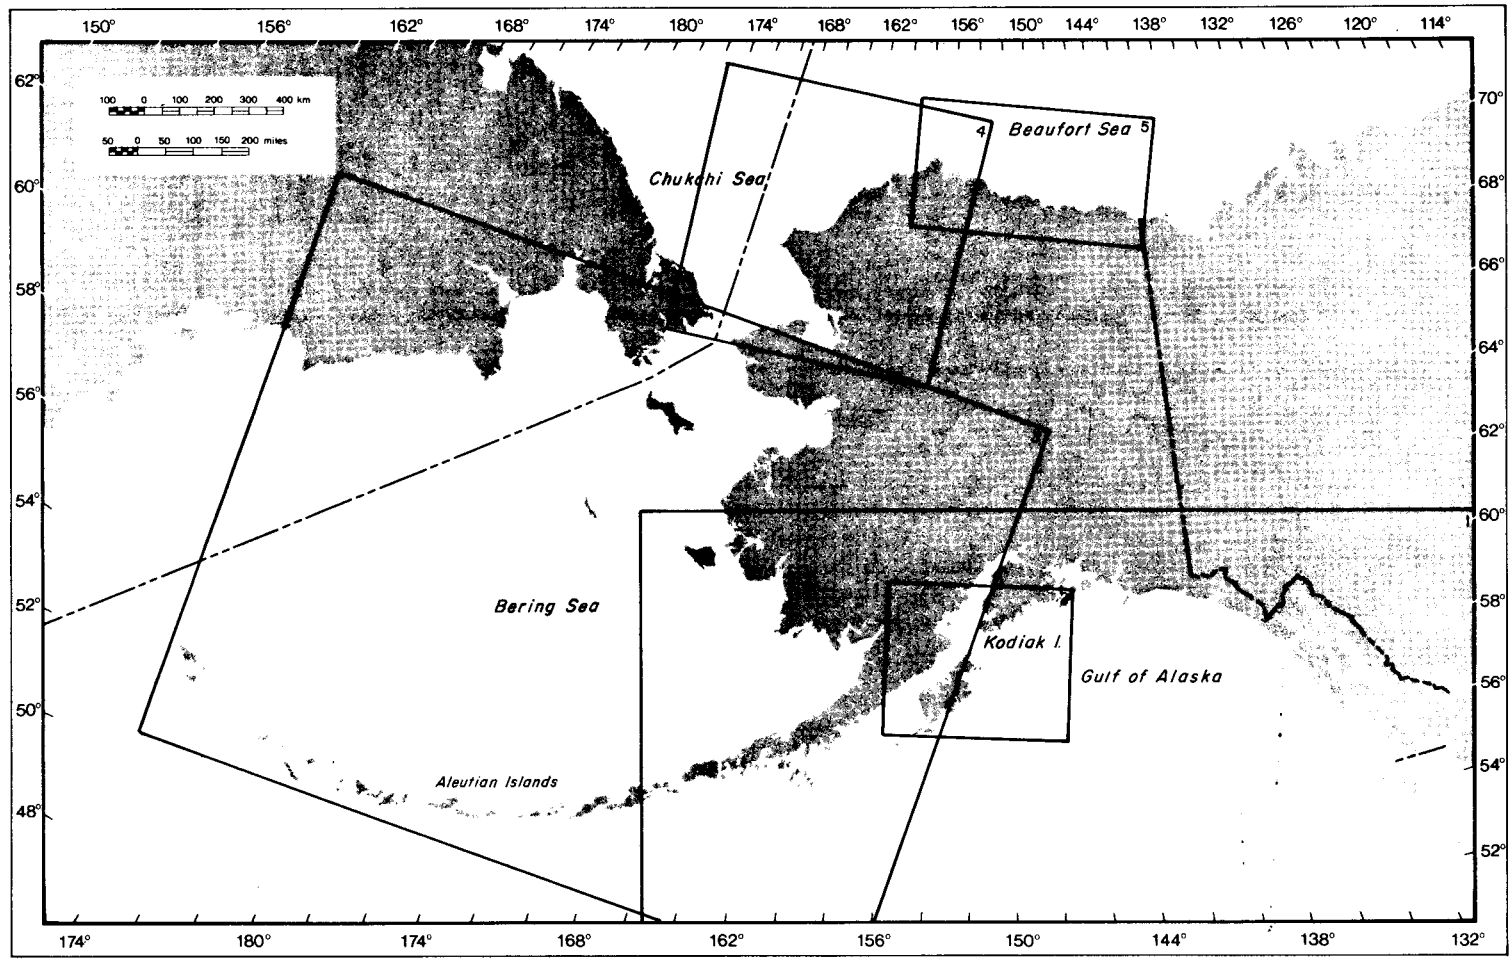 150° 156° 162° 168° 174° 180° 174° 168° 162° 156° 150° 144° 138° 132° 126° 120° 114°
62°
100 0 100 200 300 400 km
50 0 50 100 150 200 miles
70°
4 Beaufort Sea 5
Chukchi Sea
60°
68°
66°
58°
64°
56°
62°
54°
60°
Bering Sea
52°
58°
Kodiak I.
Gulf of Alaska
56°
50°
54°
Aleutian Islands
48°
52°
174° 180° 174° 168° 162° 156° 150° 144° 138° 132°